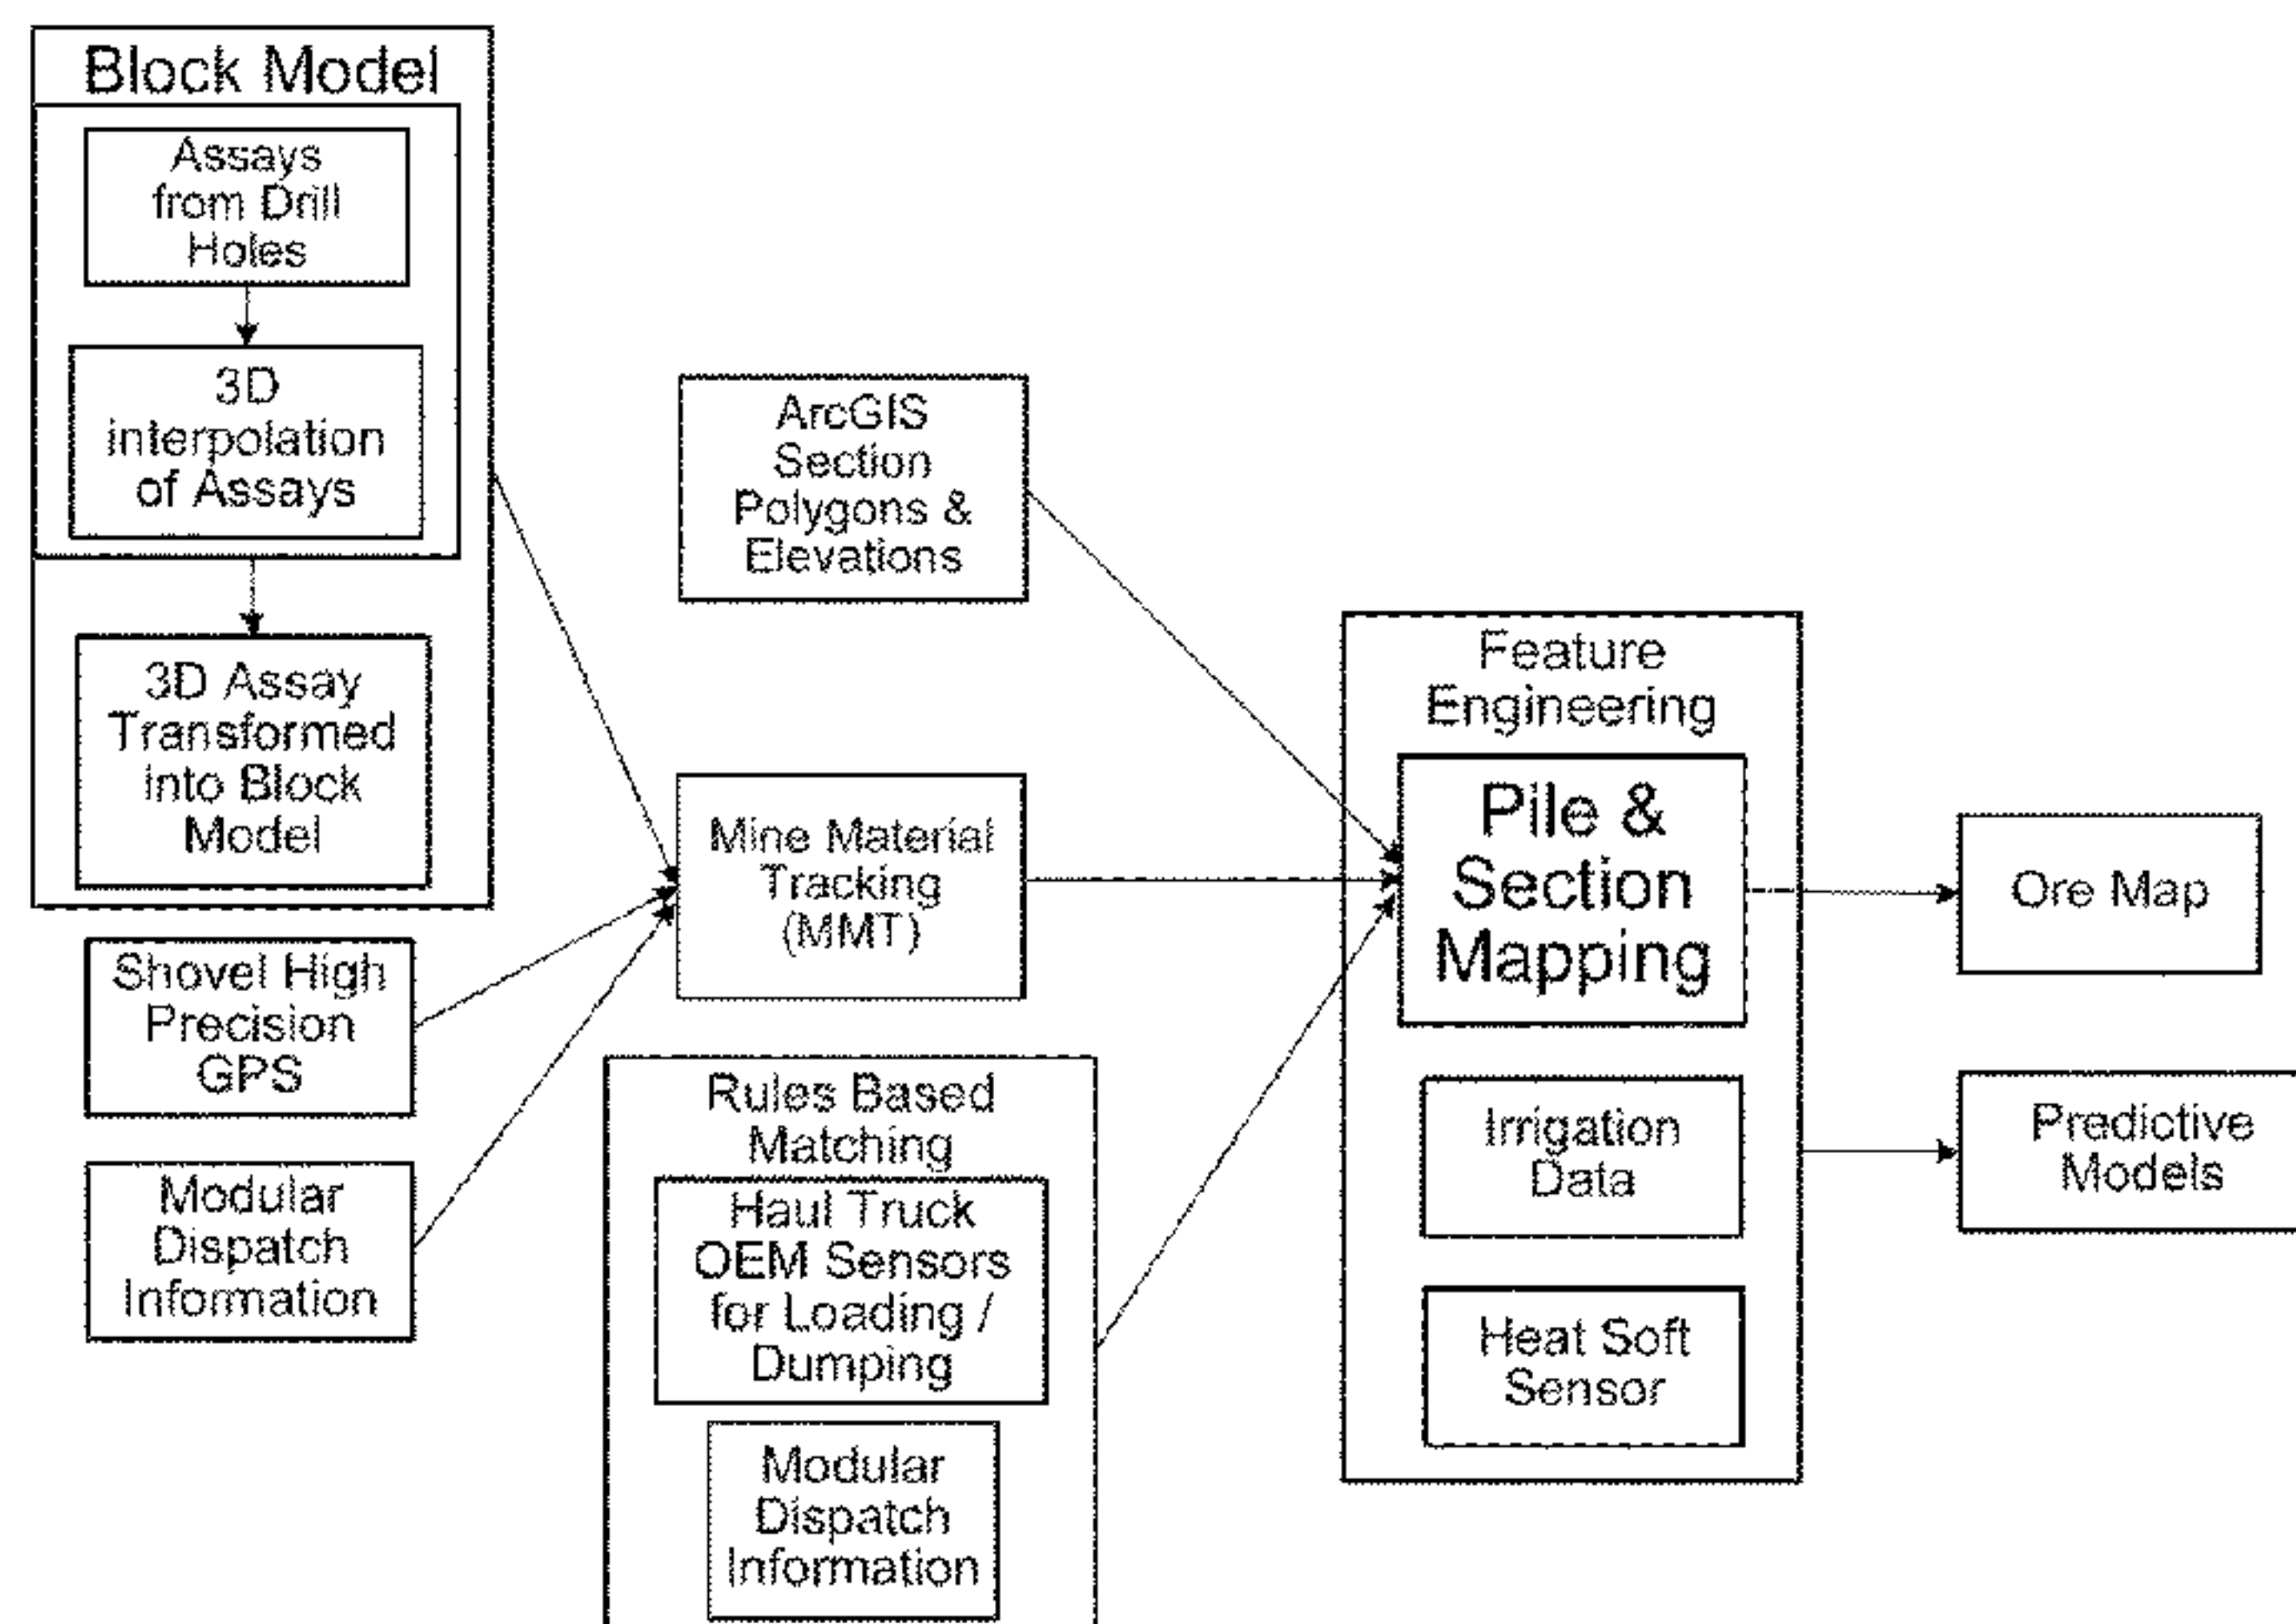 Block Model
Assays
from Drill
Holes
3D
interpolation
of Assays
3D Assay
Transformed
into Block
Model
Shovel High
Precision
GPS
Modular
Dispatch
Information
ArcGIS
Section
Polygons &
Elevations
Mine Material
Tracking
(MMT)
Rules Based
Matching
Haul Truck
OEM Sensors
for Loading /
Dumping
Modular
Dispatch
Information
Feature
Engineering
Pile &
Section
Mapping
Irrigation
Data
Heat Soft
Sensor
Ore Map
Predictive
Models